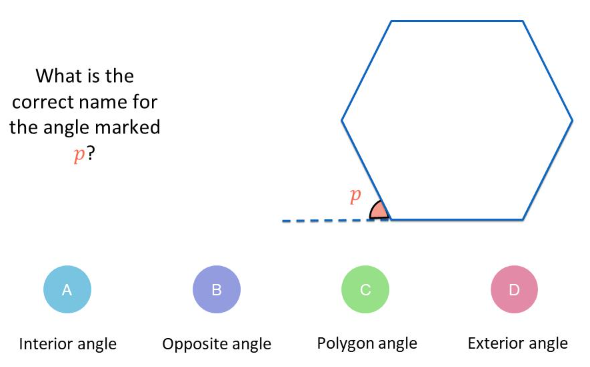 What is the
correct name for
the angle marked
p?
p
A
B
C
D
Interior angle
Opposite angle
Polygon angle
Exterior angle